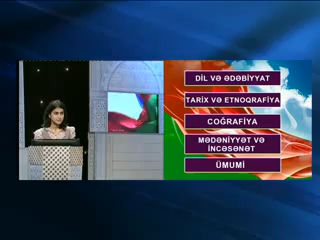 DİL VƏ ƏDƏBİYYAT
TARİX VƏ ETNOQRAFİYA
COĞRAFİYA
MƏDƏNİYYƏT VƏ
İNCƏSƏNƏT
ÜMUMİ